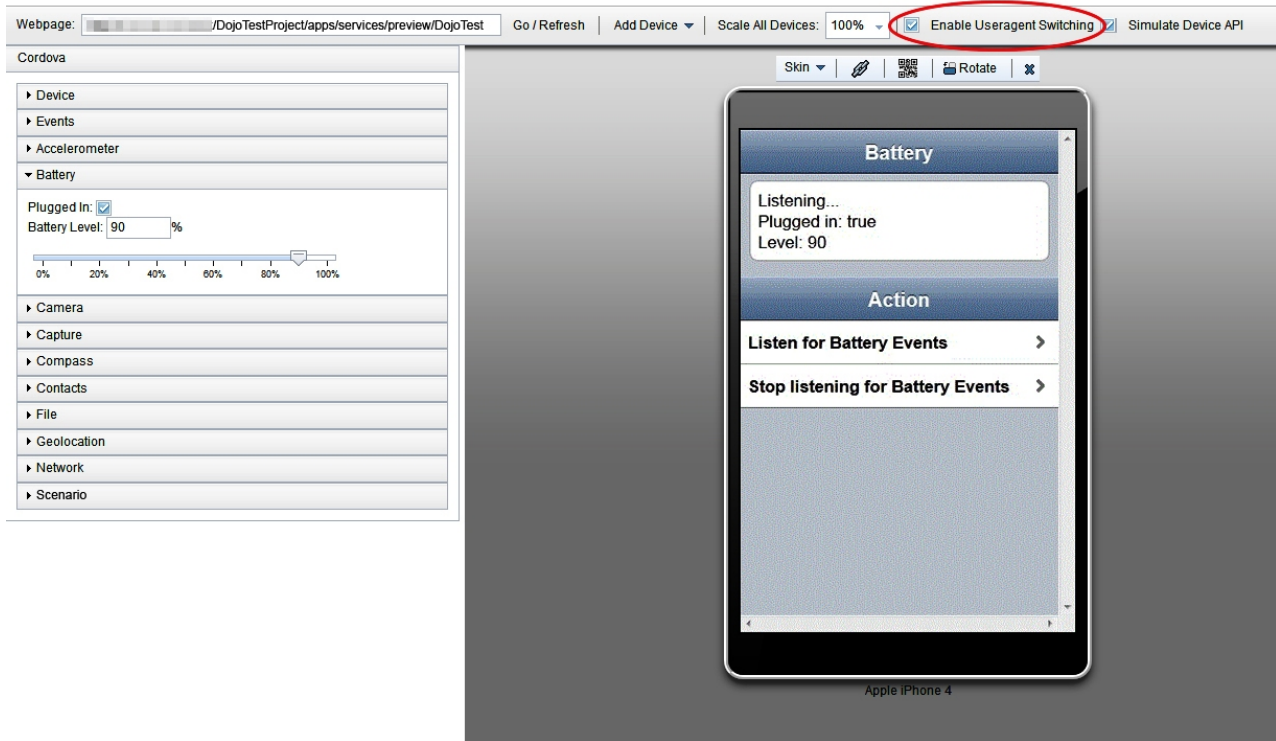 Webpage: /DojoTestProject/apps/services/preview/DojoTest Go / Refresh Add Device Scale All Devices: 100% Enable Useragent Switching Simulate Device API
Cordova
Skin Rotate
Device
Events
Accelerometer
Battery
Plugged In:
Battery Level: 90 %
0% 20% 40% 60% 80% 100%
Camera
Capture
Compass
Contacts
File
Geolocation
Network
Scenario
Battery
Listening...
Plugged in: true
Level: 90
Action
Listen for Battery Events
Stop listening for Battery Events
Apple iPhone 4